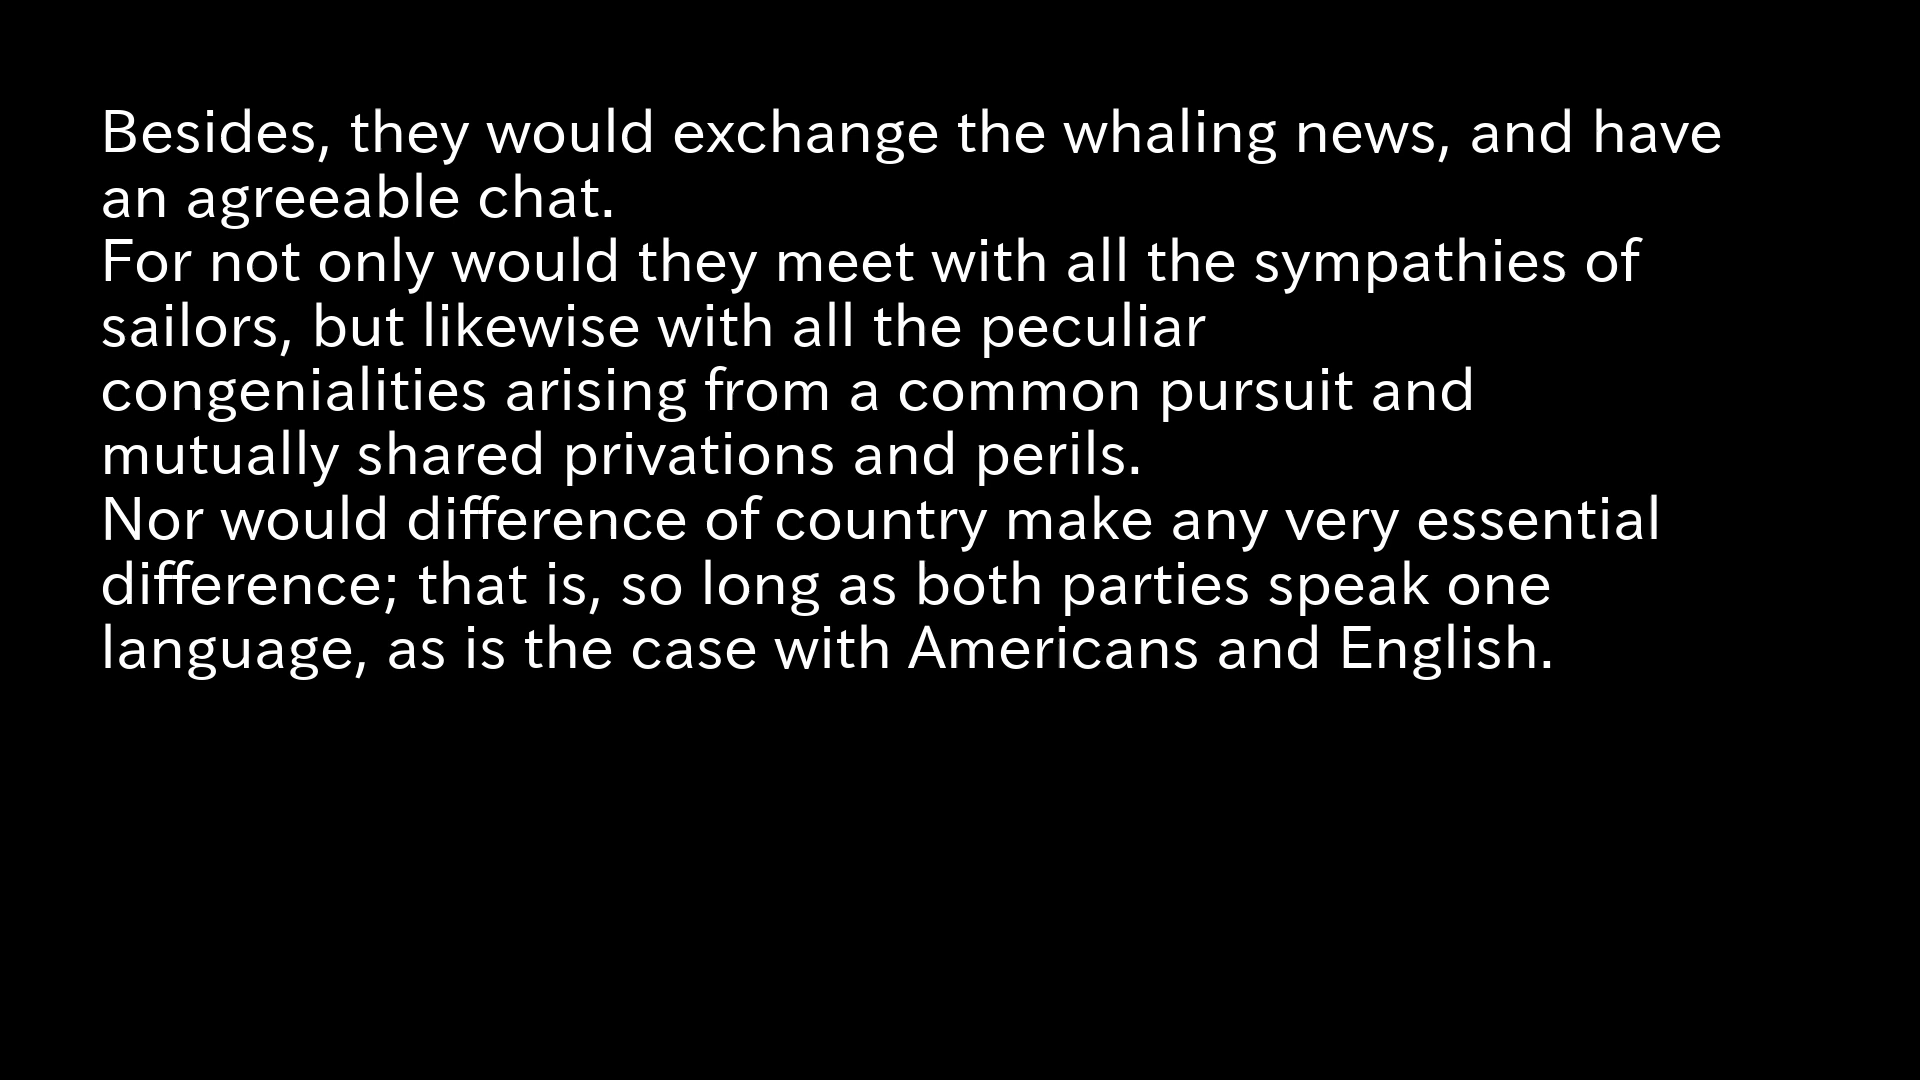 Besides, they would exchange the whaling news, and have
an agreeable chat.
For not only would they meet with all the sympathies of
sailors, but likewise with all the peculiar
congenialities arising from a common pursuit and
mutually shared privations and perils.
Nor would difference of country make any very essential
difference; that is, so long as both parties speak one
language, as is the case with Americans and English.